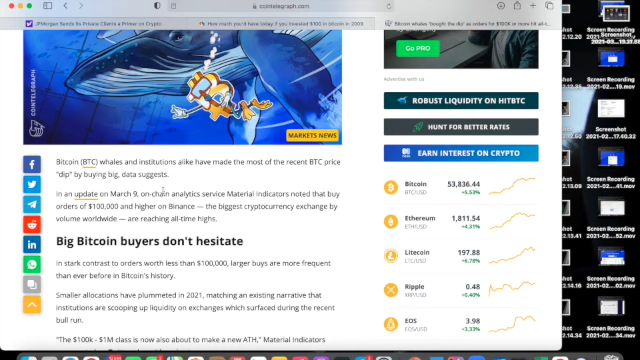 cointelegraph.com
JPMorgan Sends Its Private Clients a Primer on Crypto.
How much you'd have today if you invested $100 in bitcoin in 2009
Bitcoin whales 'bought the dip' as orders for $100K or more hit all-t...
COINTELEGRAPH
MARKETS NEWS
Bitcoin (BTC) whales and institutions alike have made the most of the recent BTC price
"dip" by buying big, data suggests.
In an update on March 9, on-chain analytics service Material Indicators noted that buy
orders of $100,000 and higher on Binance — the biggest cryptocurrency exchange by
volume worldwide — are reaching all-time highs.
Big Bitcoin buyers don't hesitate
In stark contrast to orders worth less than $100,000, larger buyers are more frequent
than ever before in Bitcoin's history.
Smaller allocations have plummeted in 2021, matching an existing narrative that
institutions are scooping up liquidity on exchanges which surfaced during the recent
bull run.
"The $100k - $1M class is now also about to make a new ATH," Material Indicators
Go PRO
Advertise with us
ROBUST LIQUIDITY ON HITBTC
HUNT FOR BETTER RATES
EARN INTEREST ON CRYPTO
Bitcoin
BTC/USD
53,836.44
+5.53%
Ethereum
ETH/USD
1,811.54
+4.31%
Litecoin
LTC/USD
197.88
+6.78%
Ripple
XRP/USD
0.48
+0.40%
EOS
EOS/USD
3.98
+3.33%
Screen Recording
Screenshot
Screen Recording
Screen Recording
Screen Recording
Screen Recording
Screen Recording